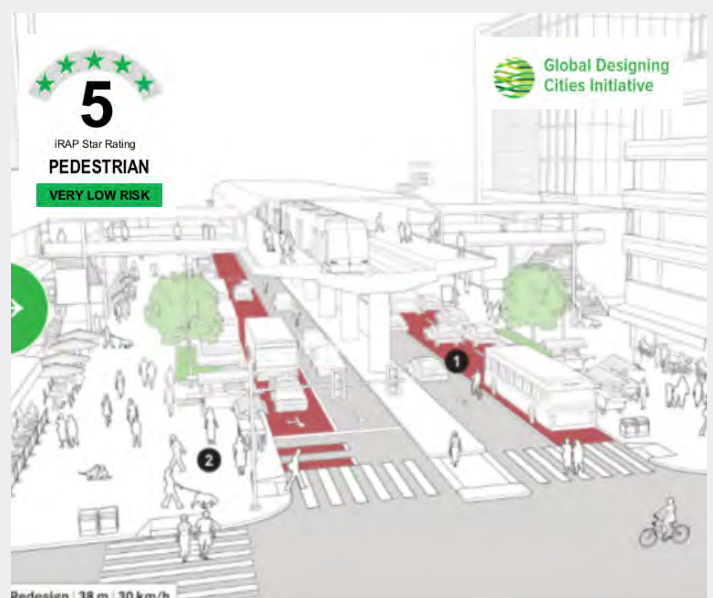 5
iRAP Star Rating
PEDESTRIAN
VERY LOW RISK
Global Designing
Cities Initiative
1
2
Redesign | 38 m | 30 km/h